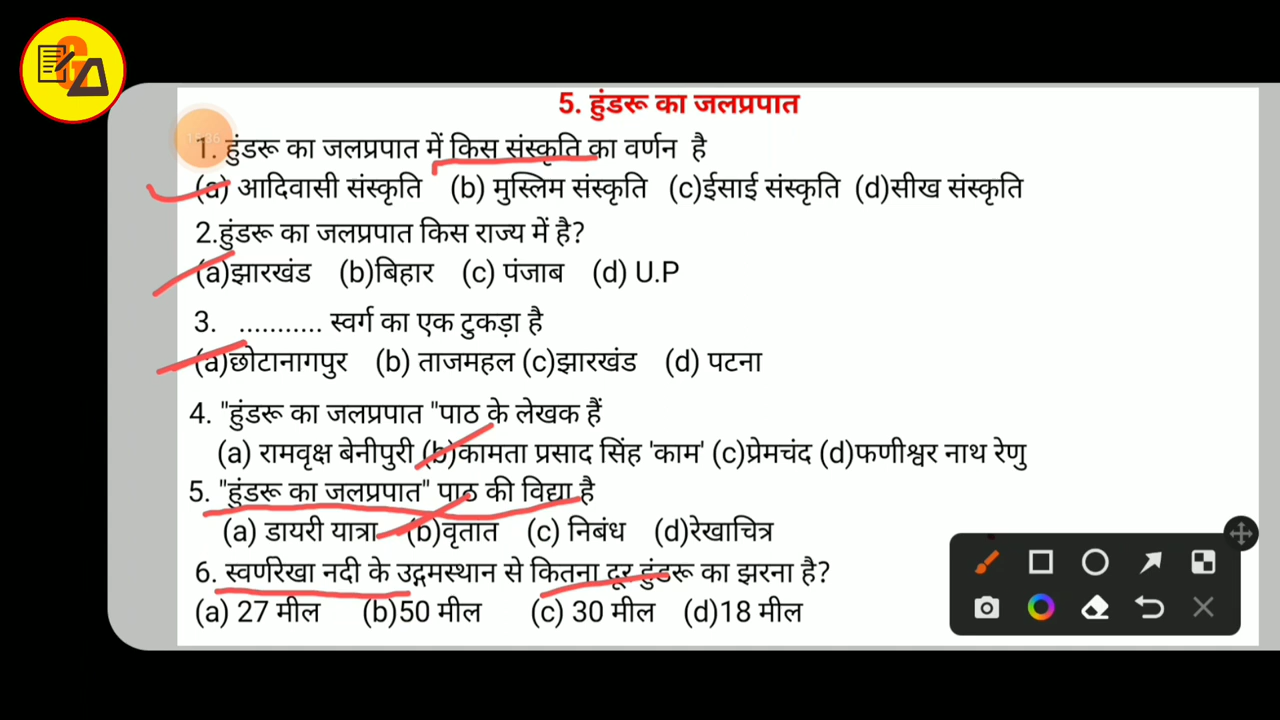 5. हुंडरू का जलप्रपात
1. हुंडरू का जलप्रपात में किस संस्कृति का वर्णन है
(a) आदिवासी संस्कृति (b) मुस्लिम संस्कृति (c)ईसाई संस्कृति (d)सीख संस्कृति
2.हुंडरू का जलप्रपात किस राज्य में है?
(a)झारखंड (b)बिहार (c) पंजाब (d) U.P
3. ........... स्वर्ग का एक टुकड़ा है
(a)छोटानागपुर (b) ताजमहल (c)झारखंड (d) पटना
4. "हुंडरू का जलप्रपात "पाठ के लेखक हैं
(a) रामवृक्ष बेनीपुरी (b)कामता प्रसाद सिंह 'काम' (c)प्रेमचंद (d)फणीश्वर नाथ रेणु
5. "हुंडरू का जलप्रपात" पाठ की विद्या है
(a) डायरी यात्रा (b)वृतात (c) निबंध (d)रेखाचित्र
6. स्वर्णरेखा नदी के उद्गमस्थान से कितना दूर हुंडरू का झरना है?
(a) 27 मील (b)50 मील (c) 30 मील (d)18 मील